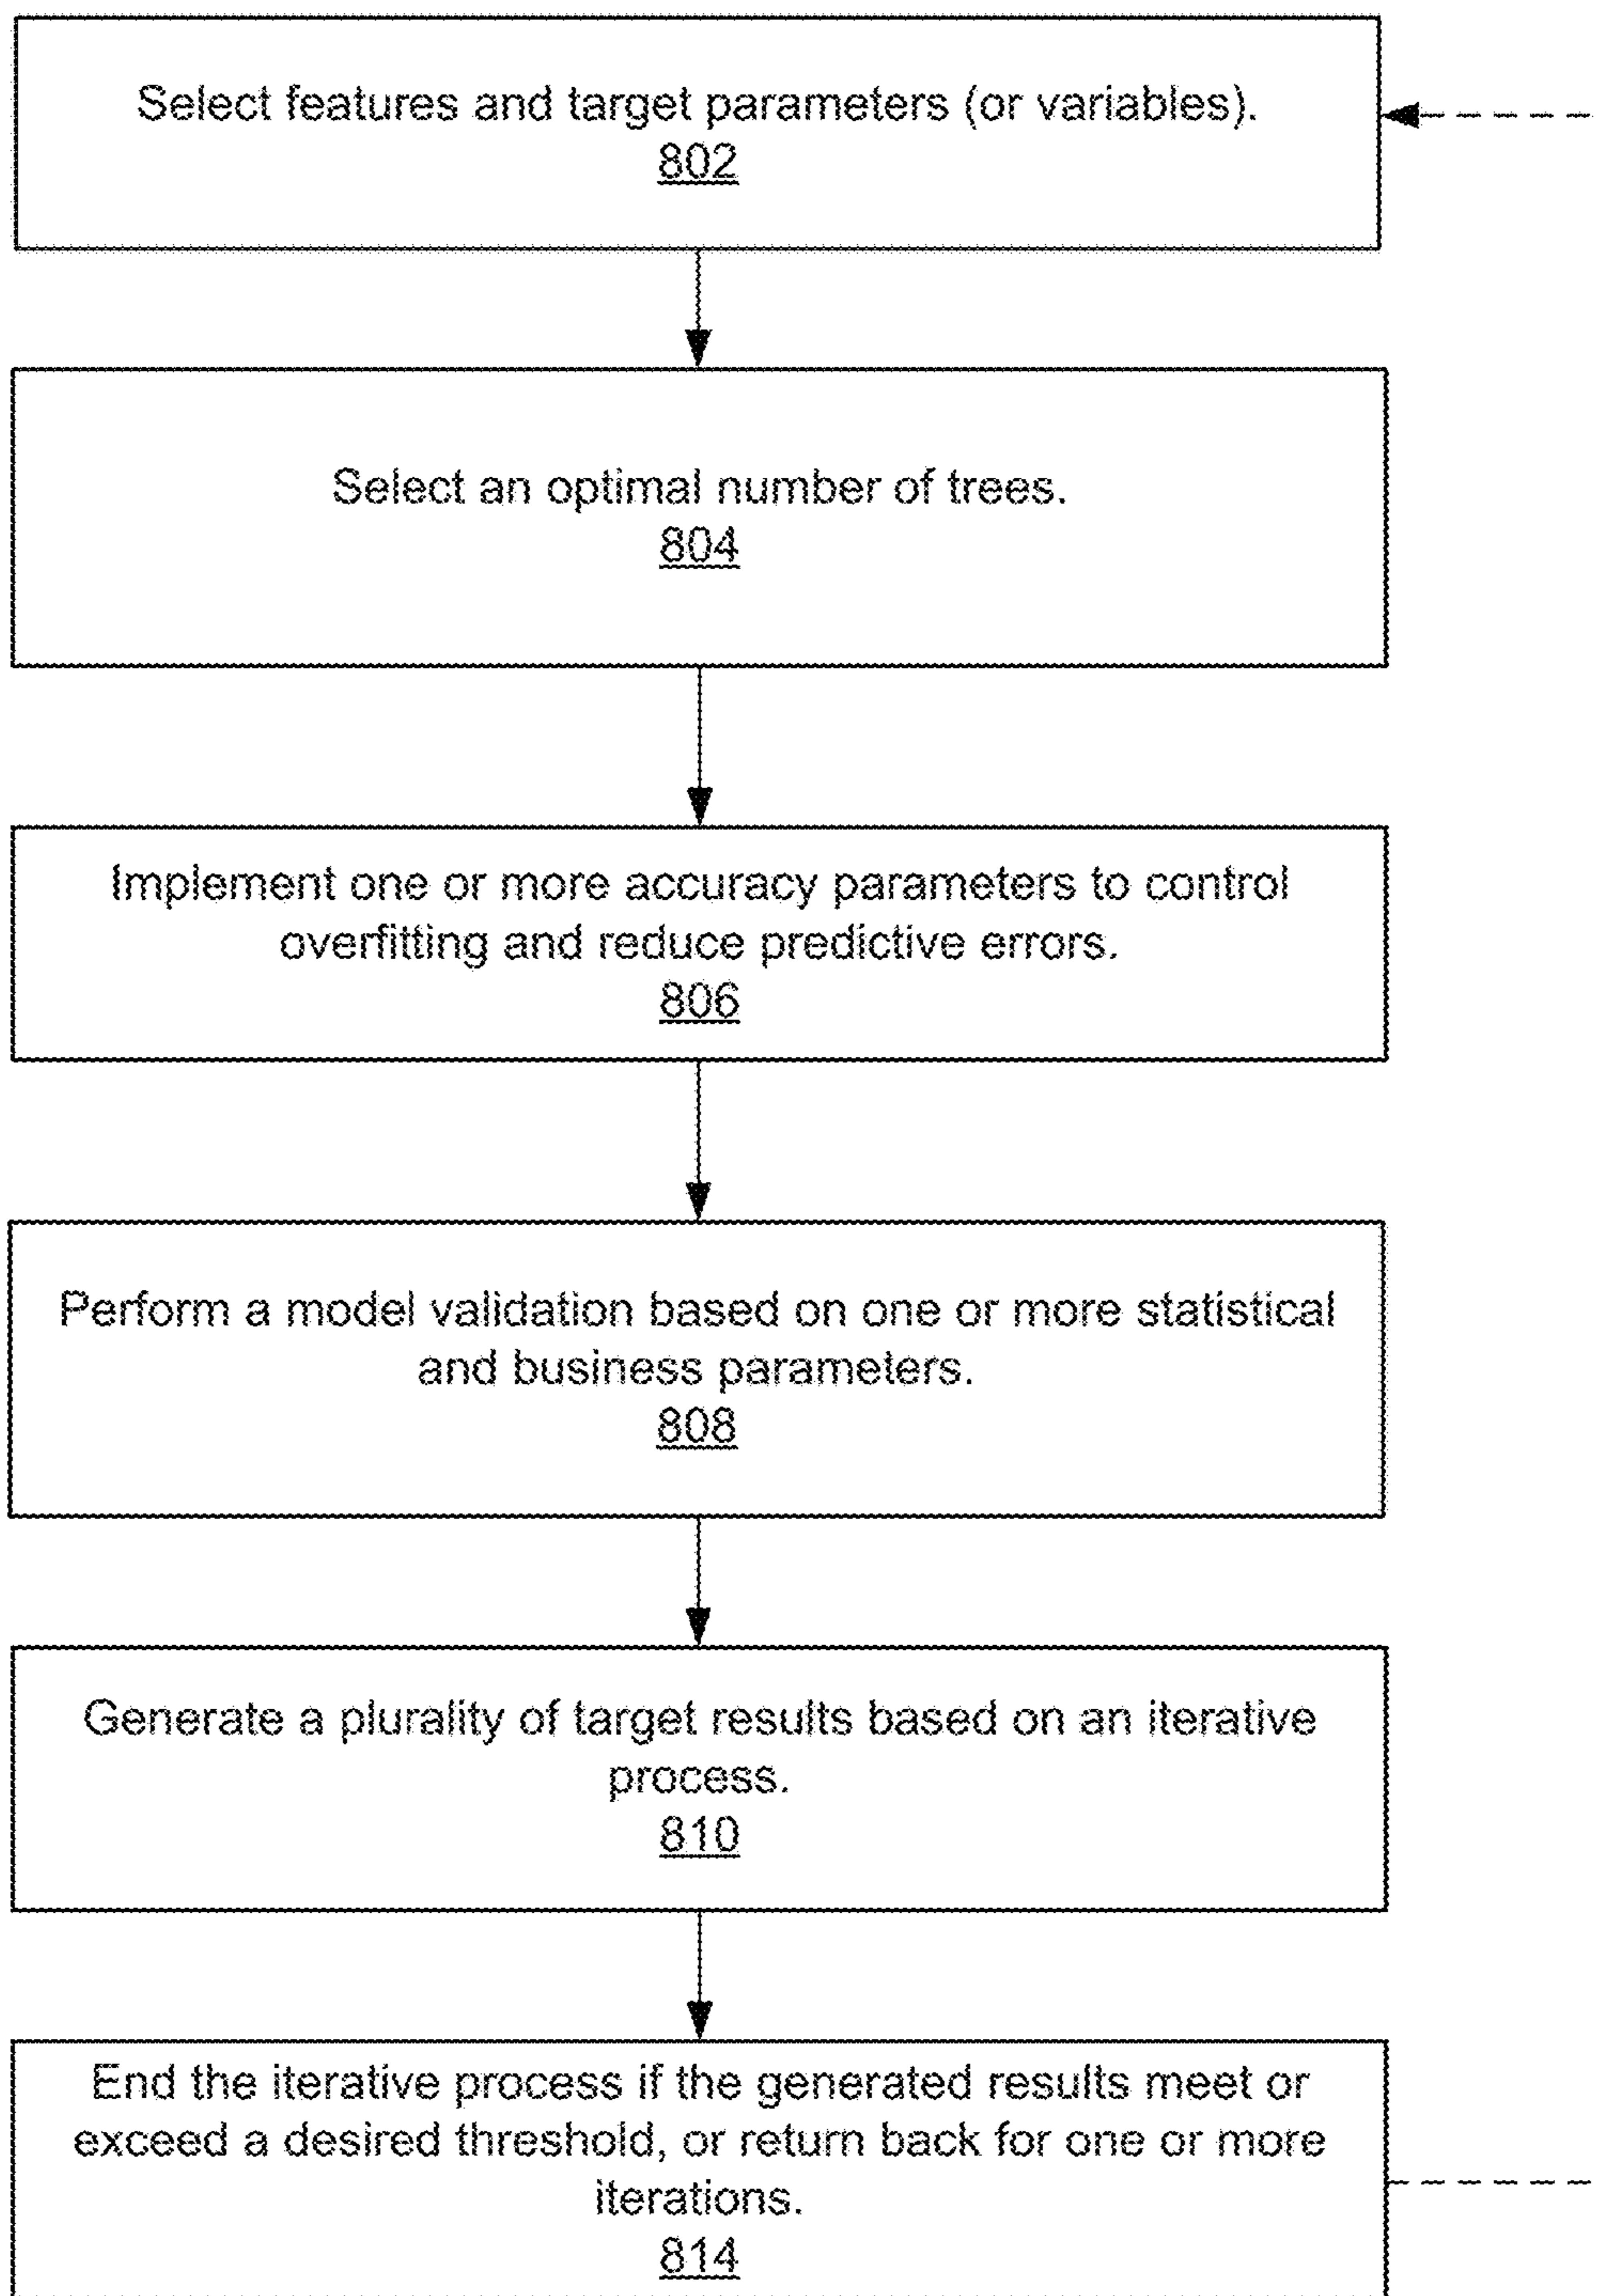 Select features and target parameters (or variables).
802
Select an optimal number of trees.
804
Implement one or more accuracy parameters to control
overfitting and reduce predictive errors.
806
Perform a model validation based on one or more statistical
and business parameters.
808
Generate a plurality of target results based on an iterative
process.
810
End the iterative process if the generated results meet or
exceed a desired threshold, or return back for one or more
iterations.
814